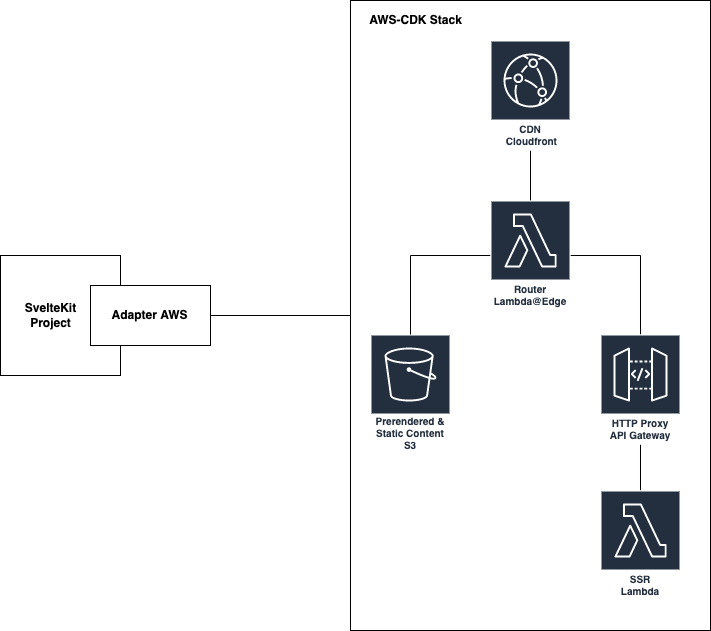 AWS-CDK Stack
CDN
Cloudfront
Router
Lambda@Edge
SvelteKit
Project
Adapter AWS
</>
Prerendered &
Static Content
S3
HTTP Proxy
API Gateway
SSR
Lambda